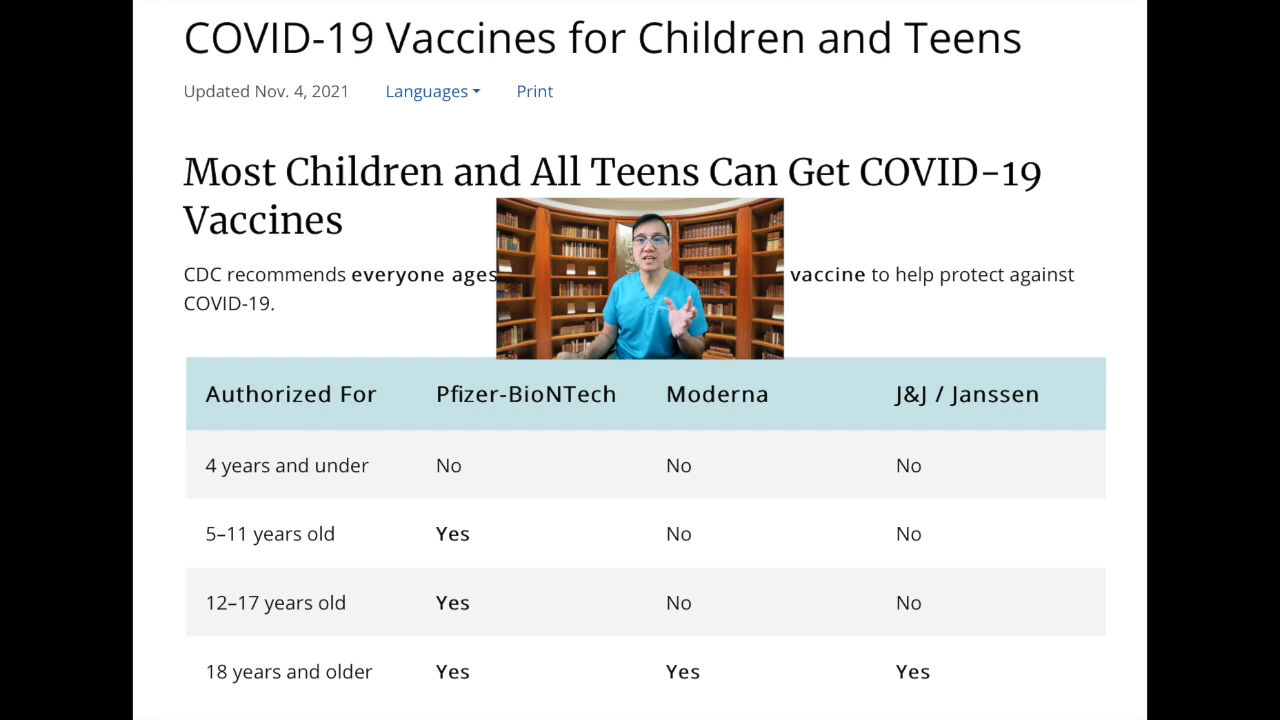 COVID-19 Vaccines for Children and Teens
Updated Nov. 4, 2021 Languages Print
Most Children and All Teens Can Get COVID-19
Vaccines
CDC recommends everyone ages vaccine to help protect against
COVID-19.
Authorized For Pfizer-BioNTech Moderna J&J / Janssen
4 years and under No No No
5–11 years old Yes No No
12–17 years old Yes No No
18 years and older Yes Yes Yes